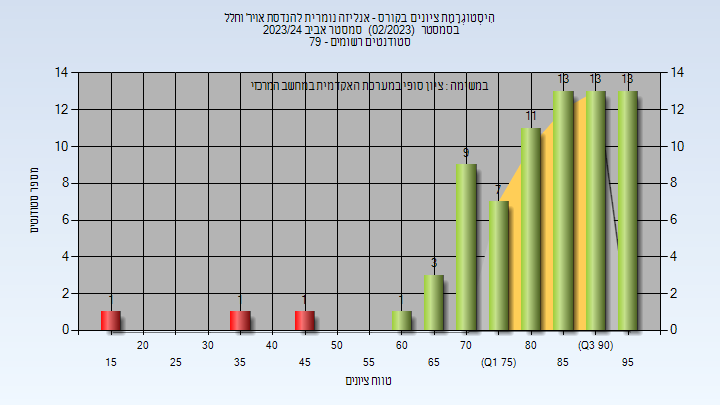 היסטוגרמת ציונים בקורס - אנליזה נומרית להנדסת אויר וחלל
בסמסטר (02/2023) סמסטר אביב 2023/24
סטודנטים רשומים - 79
במשימה : ציון סופי במערכת האקדמית במחשב המרכזי
מספר סטודנטים
14 14
12 12
10 10
8 8
6 6
4 4
2 2
0 0
1 1 1 1 3 9 7 11 13 13 13
20 30 40 50 60 70 80 (Q3 90)
15 25 35 45 55 65 (Q1 75) 85 95
טווח ציונים